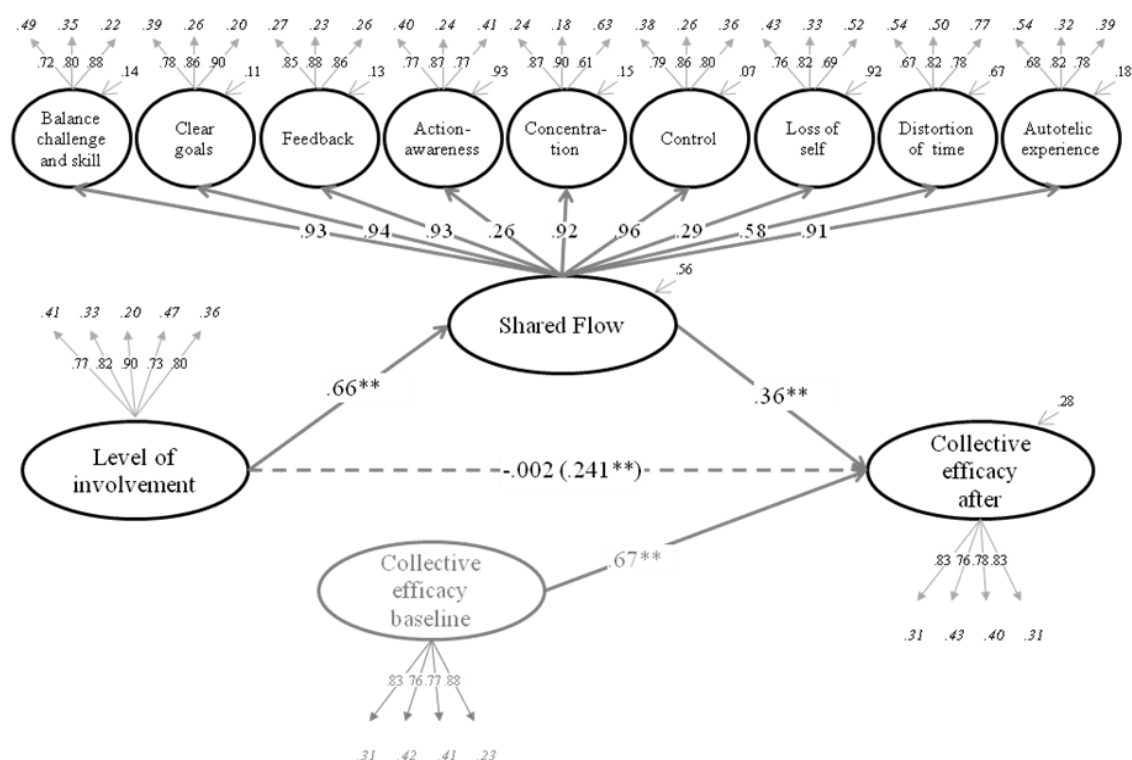 .49 .35 .22 .39 .26 .20 .27 .23 .26 .40 .24 .41 .24 .18 .63 .38 .26 .36 .43 .33 .52 .54 .50 .77 .54 .32 .39
.72 .80 .88 .78 .86 .90 .85 .88 .86 .77 .87 .77 .87 .90 .61 .79 .86 .80 .76 .82 .69 .67 .82 .78 .68 .82 .78
.14 .11 .13 .93 .15 .07 .92 .67 .18
Balance
challenge
and skill
Clear
goals
Feedback
Action-
awareness
Concentra-
tion
Control
Loss of
self
Distortion
of time
Autotelic
experience
.93 .94 .93 .26 .92 .96 .29 .58 .91
.56
Shared Flow
.41 .33 .20 .47 .36
.77 .82 .90 .73 .80
.66**
.36**
.28
Level of
involvement
-.002 (.241**)
Collective
efficacy
after
.67**
Collective
efficacy
baseline
.83 76 .78 .83
.31 .43 .40 .31
.83 76 .77 .88
.31 .42 .41 .23